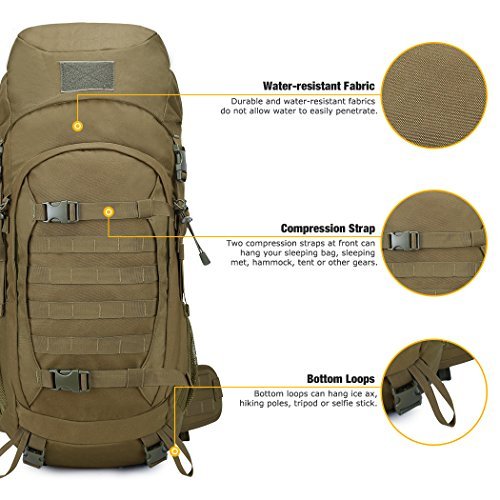 Water-resistant Fabric
Durable and water-resistant fabrics
do not allow water to easily penetrate.
Compression Strap
Two compression straps at front can
hang your sleeping bag, sleeping
met, hammock, tent or other gears.
Bottom Loops
Bottom loops can hang ice ax,
hiking poles, tripod or selfie stick.